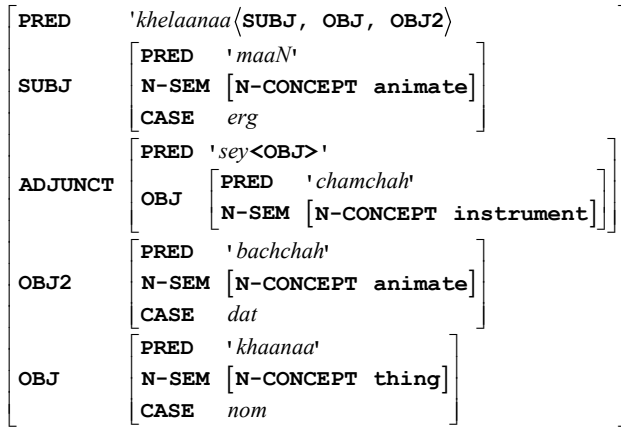 PRED 'khelaanaa⟨SUBJ, OBJ, OBJ2⟩
SUBJ [PRED 'maaN'
N-SEM [N-CONCEPT animate]
CASE erg]
ADJUNCT [PRED 'sey<OBJ>'
OBJ [PRED 'chamchah'
N-SEM [N-CONCEPT instrument]]]
OBJ2 [PRED 'bachchah'
N-SEM [N-CONCEPT animate]
CASE dat]
OBJ [PRED 'khaanaa'
N-SEM [N-CONCEPT thing]
CASE nom]